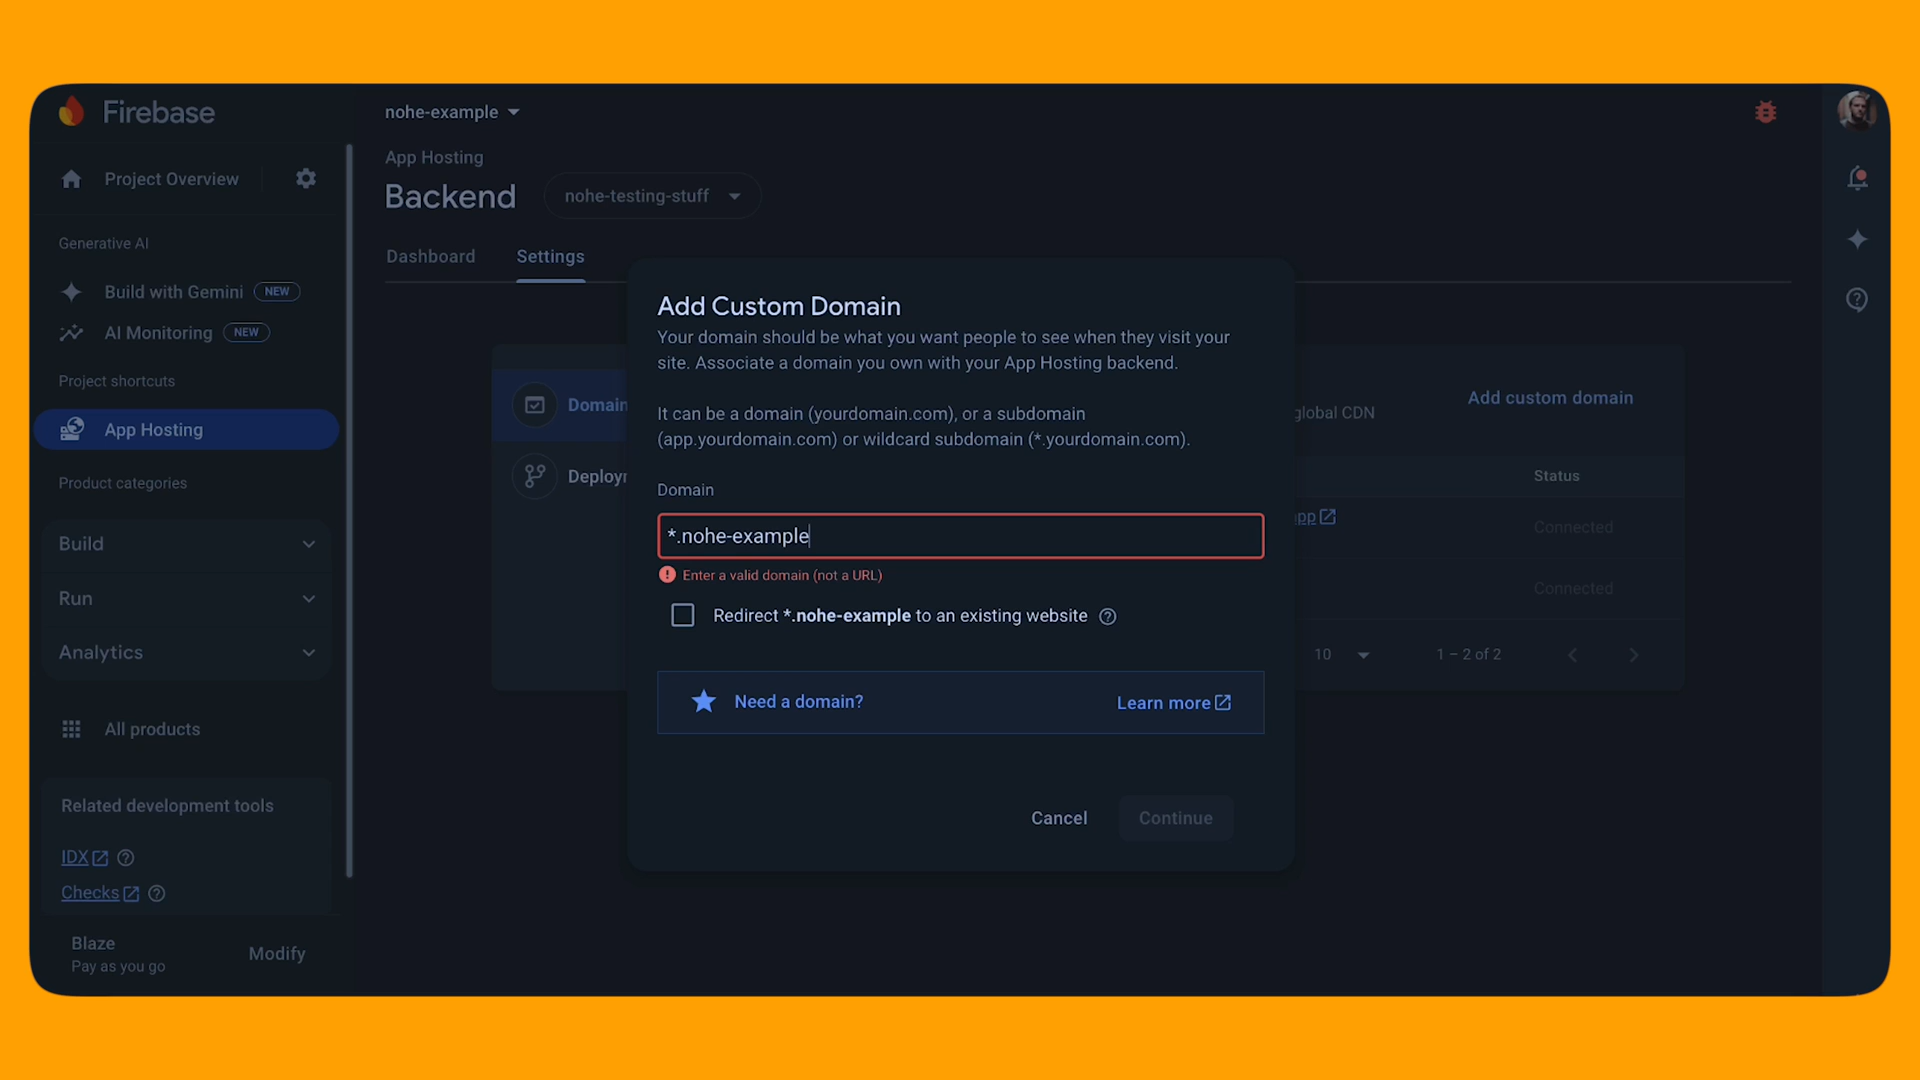 Firebase
Project Overview
Generative AI
Build with Gemini NEW
AI Monitoring NEW
Project shortcuts
App Hosting
Product categories
Build
Run
Analytics
All products
Related development tools
IDX
Checks
Blaze
Pay as you go
Modify
nohe-example
App Hosting
Backend
nohe-testing-stuff
Dashboard
Settings
Domain
global CDN
Add custom domain
Status
Connected
Connected
10
1 – 2 of 2
Add Custom Domain
Your domain should be what you want people to see when they visit your
site. Associate a domain you own with your App Hosting backend.
It can be a domain (yourdomain.com), or a subdomain
(app.yourdomain.com) or wildcard subdomain (*.yourdomain.com).
Domain
*.nohe-example
Enter a valid domain (not a URL)
Redirect *.nohe-example to an existing website
Need a domain?
Learn more
Cancel
Continue